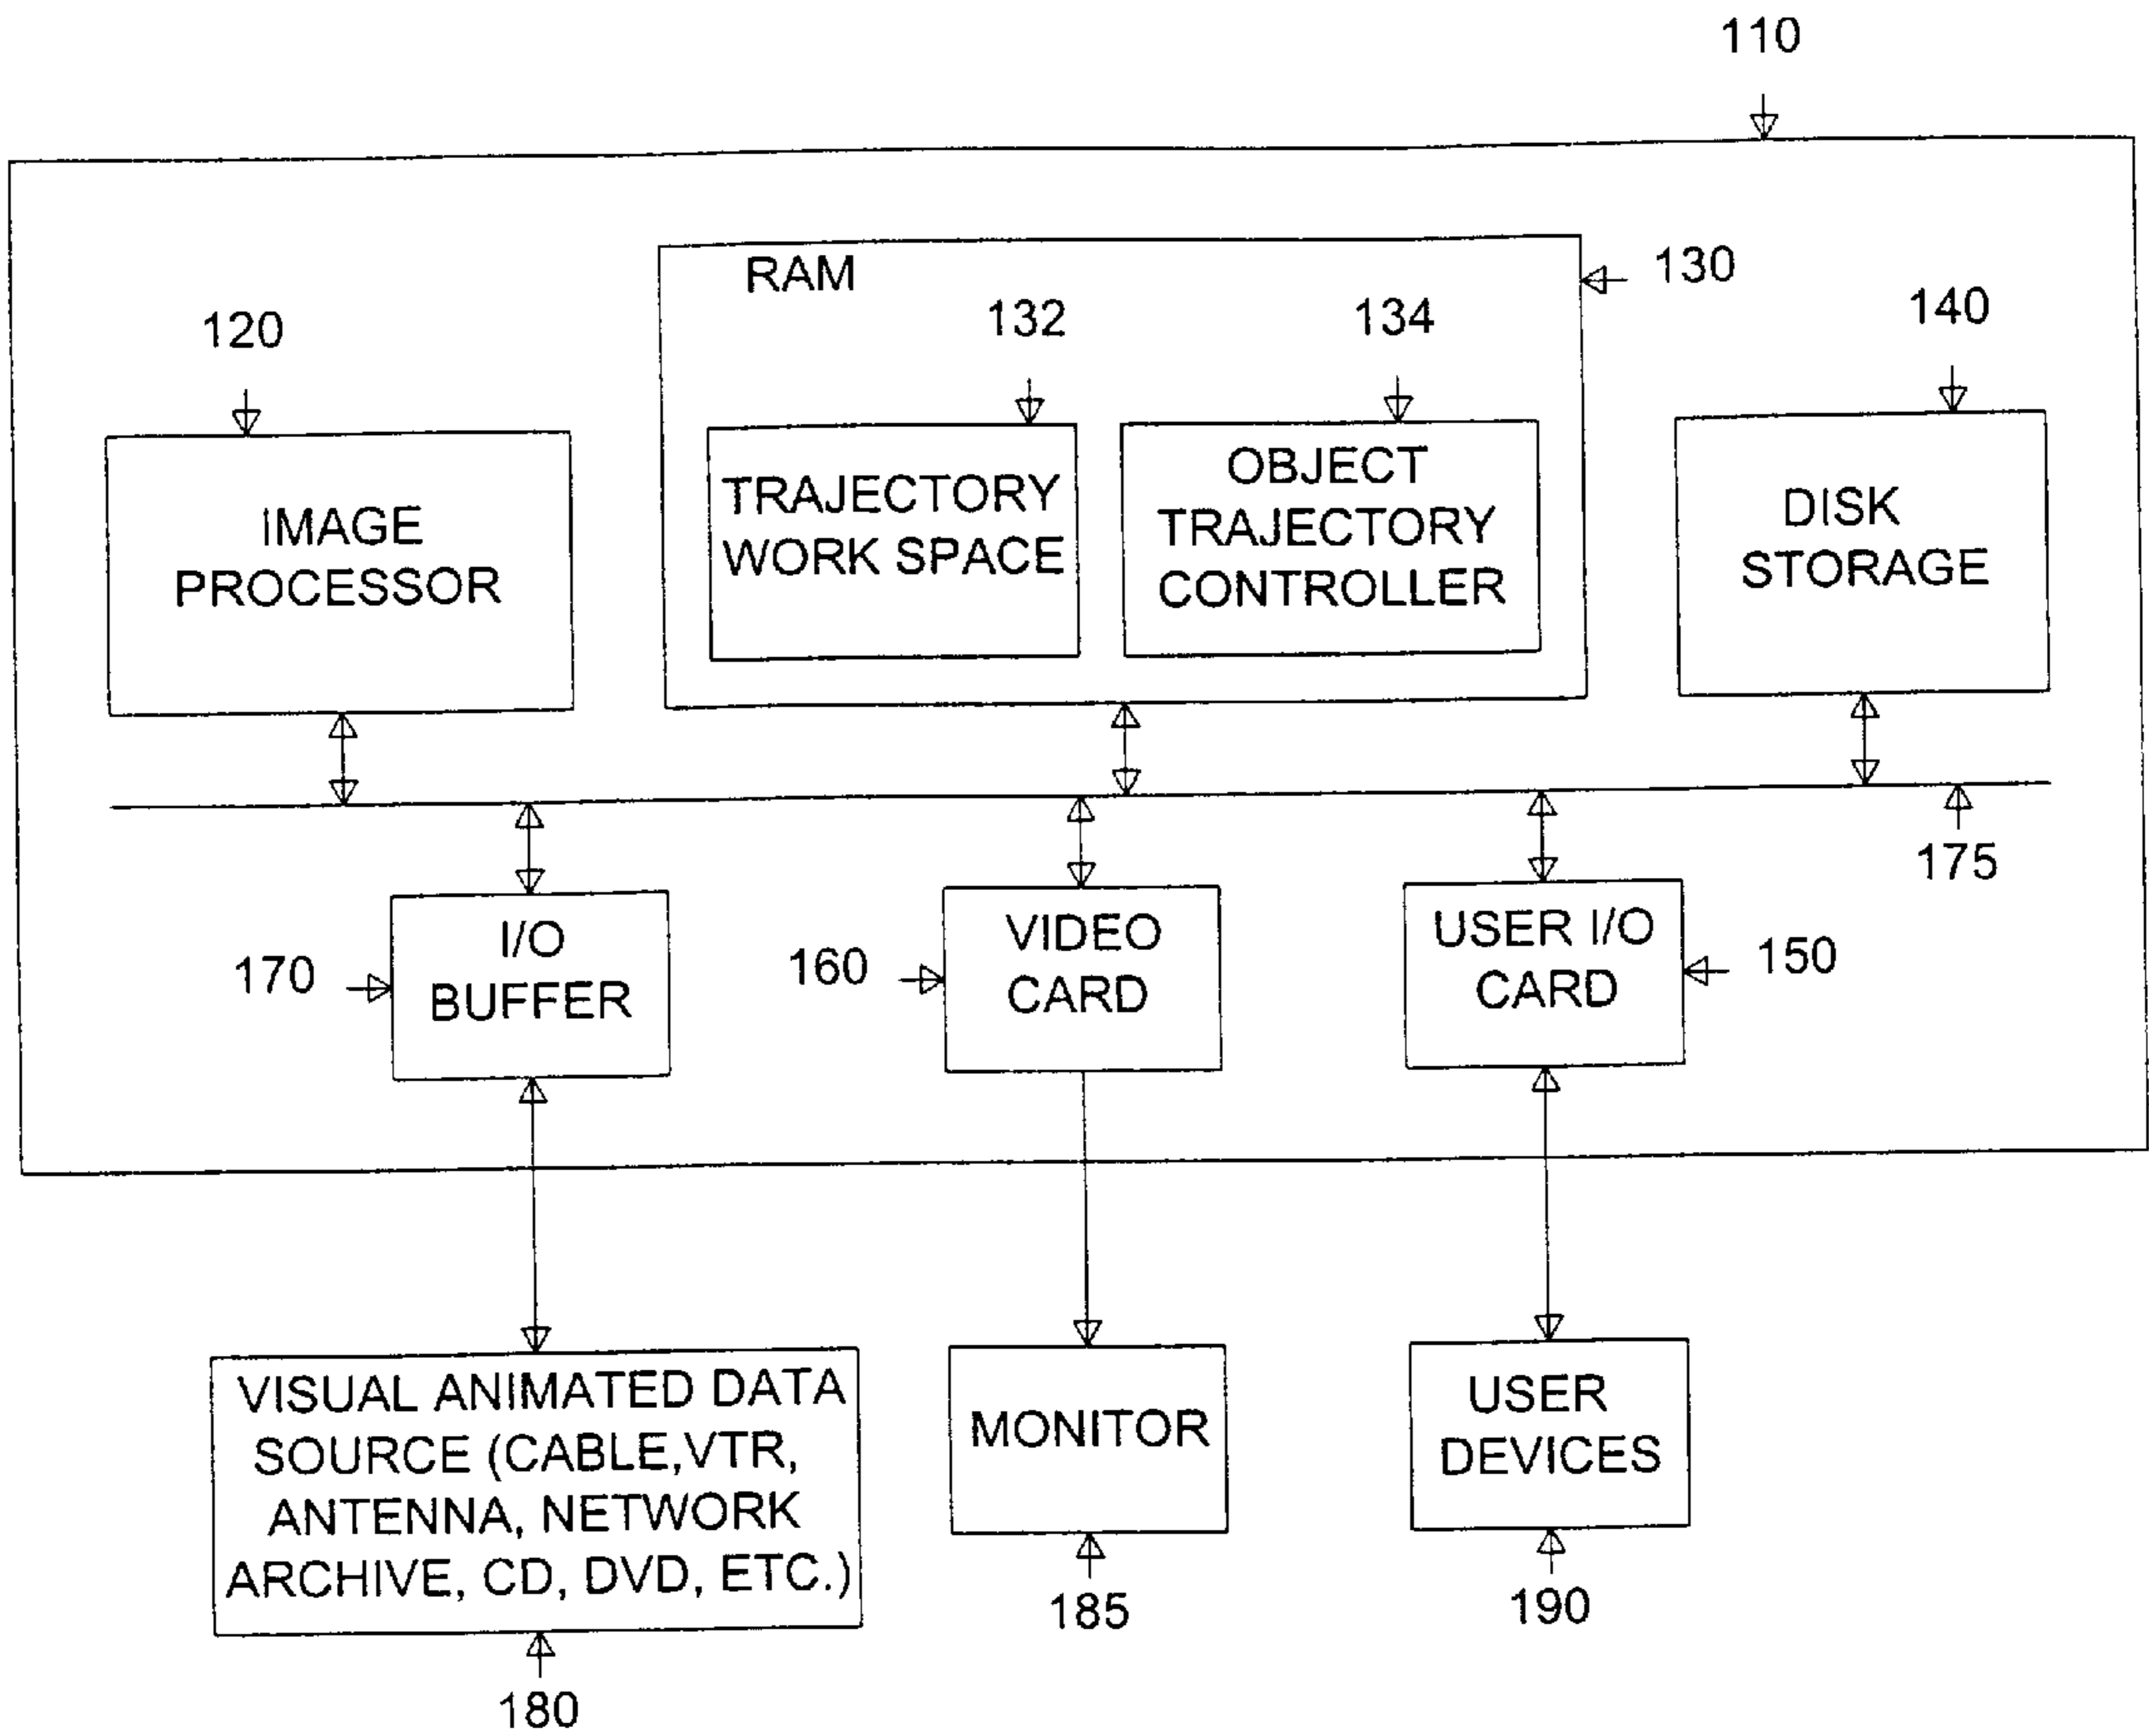 110
RAM
130
120
132
134
140
IMAGE
PROCESSOR
TRAJECTORY
WORK SPACE
OBJECT
TRAJECTORY
CONTROLLER
DISK
STORAGE
175
170
I/O
BUFFER
160
VIDEO
CARD
USER I/O
CARD
150
VISUAL ANIMATED DATA
SOURCE (CABLE,VTR,
ANTENNA, NETWORK
ARCHIVE, CD, DVD, ETC.)
MONITOR
USER
DEVICES
180
185
190